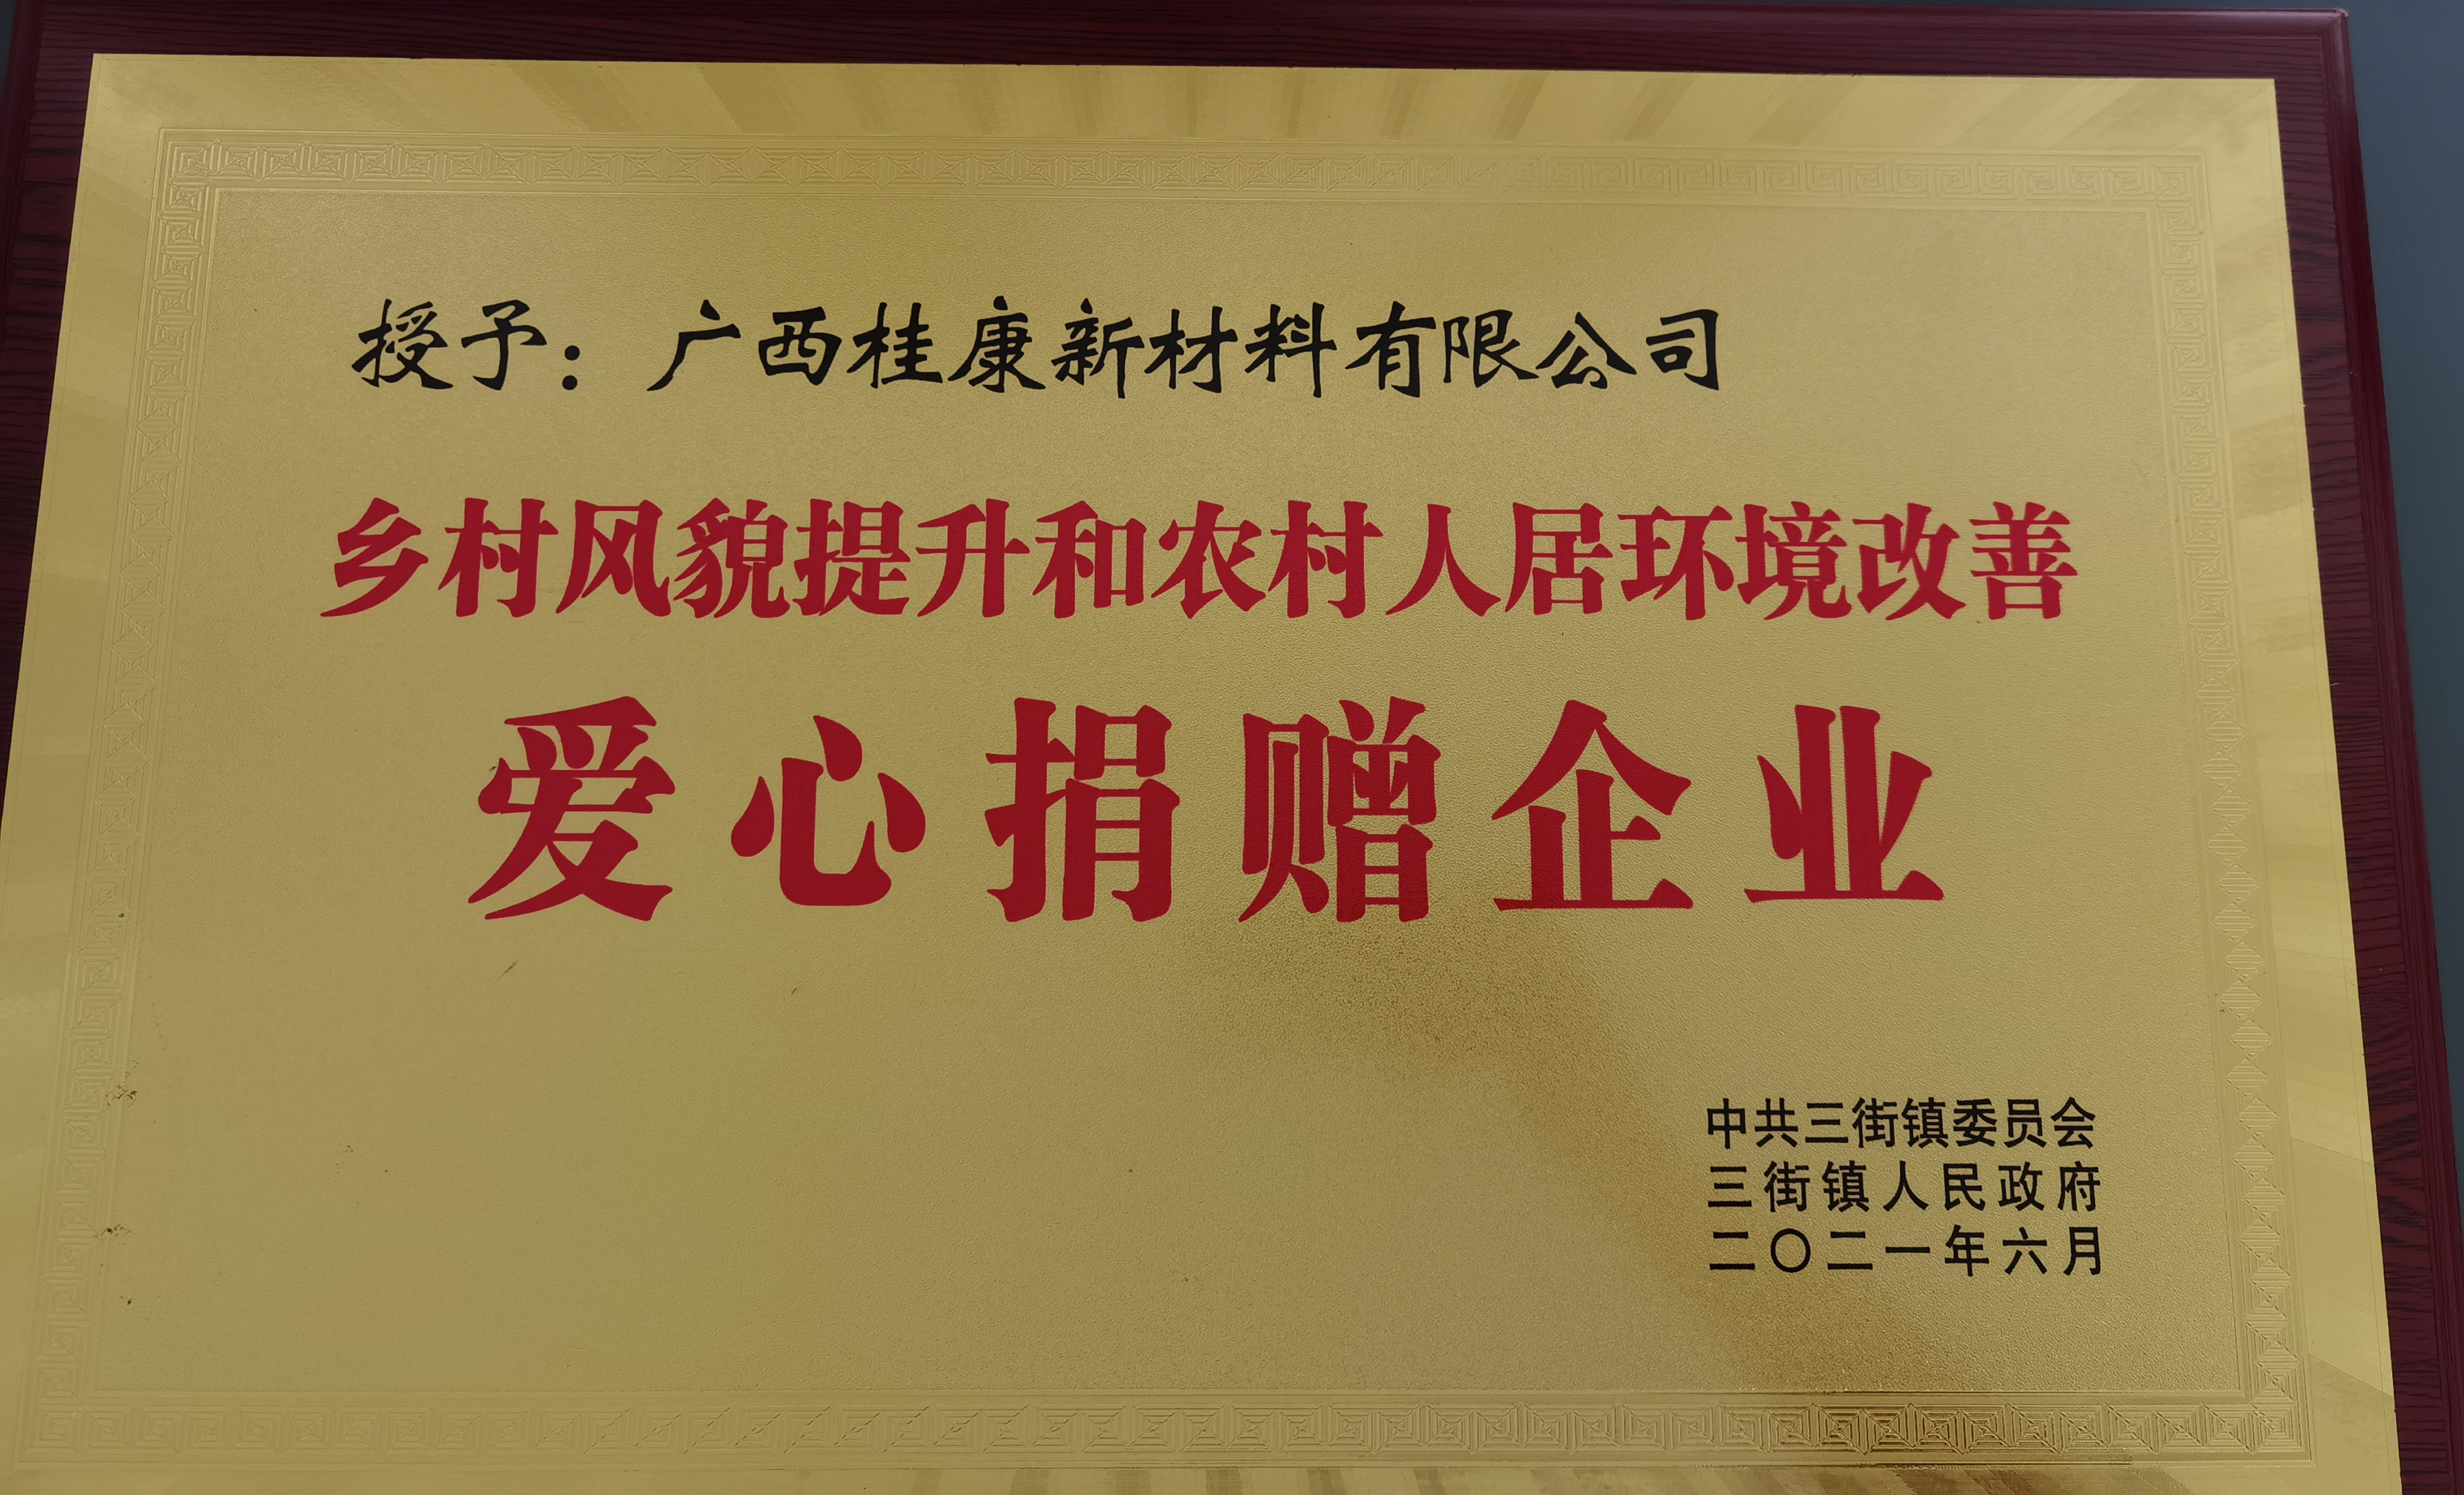 授予：广西桂康新材料有限公司
乡村风貌提升和农村人居环境改善
爱心捐赠企业
中共三街镇委员会
三街镇人民政府
二〇二一年六月